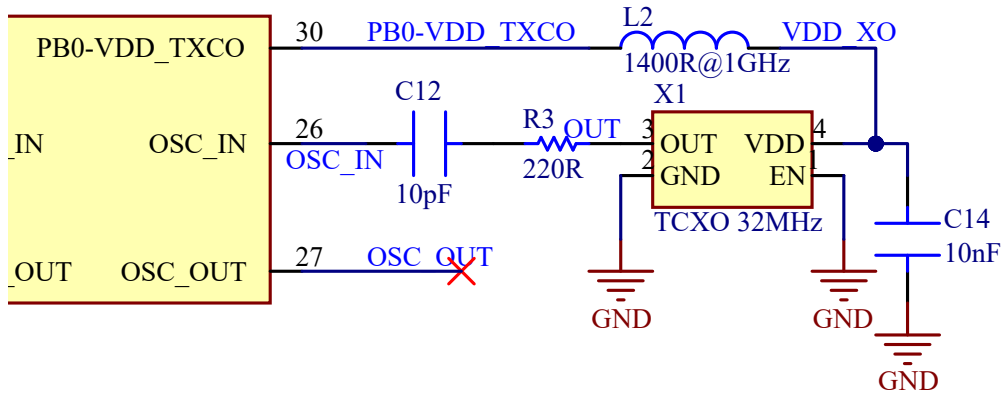 30
PB0-VDD_TXCO
L2
VDD_XO
PB0-VDD_TXCO
1400R@1GHz
C12
X1
26
R3
OUT
3
OUT
VDD
4
_IN
OSC_IN
OSC_IN
10pF
220R
2
GND
EN
1
TCXO 32MHz
C14
10nF
27
OSC_OUT
_OUT
OSC_OUT
GND
GND
GND